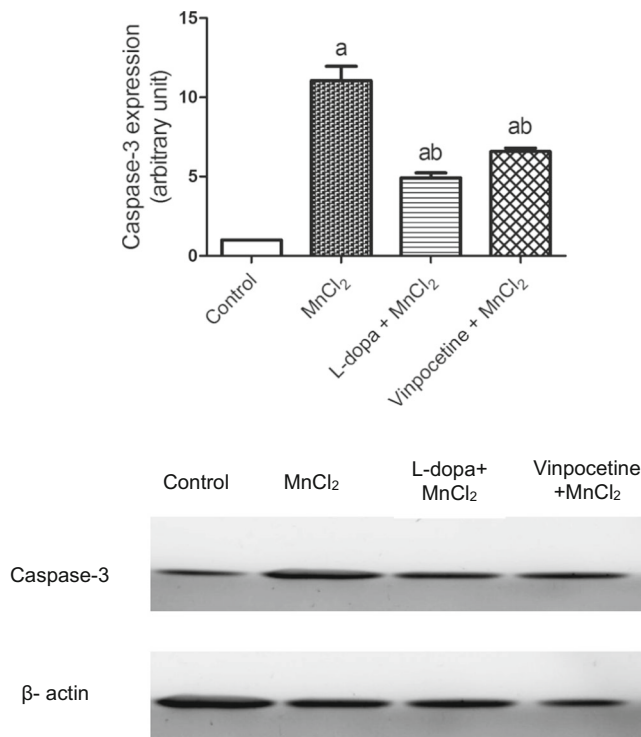 Caspase-3 expression
(arbitrary unit)
15
10
5
0
a
ab
ab
Control
MnCl₂
L-dopa + MnCl₂
Vinpocetine + MnCl₂
Control
MnCl₂
L-dopa+
MnCl₂
Vinpocetine
+MnCl₂
Caspase-3
β- actin